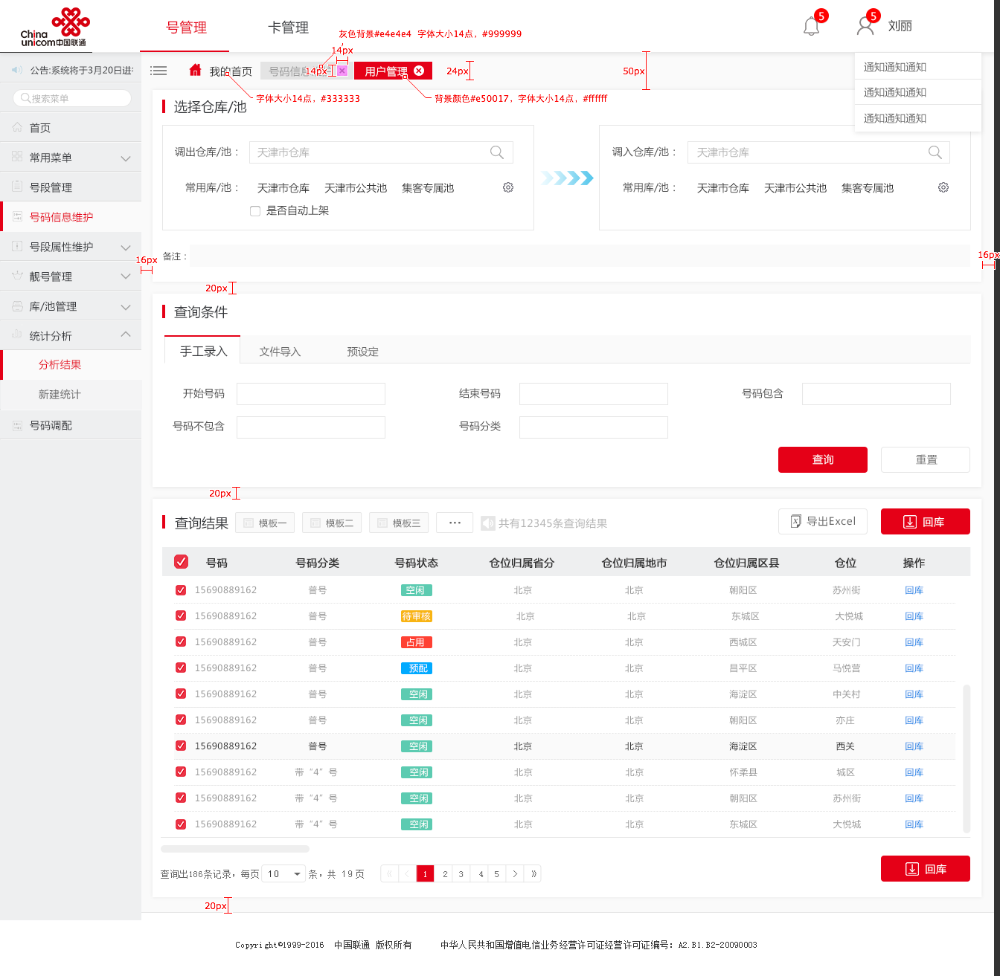 China
unicom中国联通
号管理
卡管理
5
5
刘丽
灰色背景#e4e4e4 字体大小14点，#999999
14px
公告:系统将于3月20日进行
我的首页
号码信息
14px
用户管理
24px
50px
通知通知通知
通知通知通知
通知通知通知
字体大小14点，#333333
背景颜色#e50017，字体大小14点，#ffffff
搜索菜单
首页
常用菜单
号段管理
号码信息维护
号段属性维护
靓号管理
库/池管理
统计分析
分析结果
新建统计
号码调配
选择仓库/池
调出仓库/池：
天津市仓库
常用库/池：
天津市仓库 天津市公共池 集客专属池
是否自动上架
调入仓库/池：
天津市仓库
常用库/池：
天津市仓库 天津市公共池 集客专属池
16px
备注：
16px
20px
查询条件
手工录入 文件导入 预设定
开始号码 结束号码 号码包含
号码不包含 号码分类
查询 重置
20px
查询结果 模板一 模板二 模板三 ··· 共有12345条查询结果 导出Excel 回库
号码 号码分类 号码状态 仓位归属省分 仓位归属地市 仓位归属区县 仓位 操作
15690889162 普号 空闲 北京 北京 朝阳区 苏州街 回库
15690889162 普号 待审核 北京 北京 东城区 大悦城 回库
15690889162 普号 占用 北京 北京 西城区 天安门 回库
15690889162 普号 预配 北京 北京 昌平区 马悦营 回库
15690889162 普号 空闲 北京 北京 海淀区 中关村 回库
15690889162 普号 空闲 北京 北京 朝阳区 亦庄 回库
15690889162 普号 空闲 北京 北京 海淀区 西关 回库
15690889162 带“4”号 空闲 北京 北京 怀柔县 城区 回库
15690889162 带“4”号 空闲 北京 北京 朝阳区 苏州街 回库
15690889162 带“4”号 空闲 北京 北京 东城区 大悦城 回库
查询出186条记录，每页 10 条，共 19 页 « < 1 2 3 4 5 > »
回库
20px
Copyright©1999-2016 中国联通 版权所有 中华人民共和国增值电信业务经营许可证经营许可证编号：A2.B1.B2-20090003